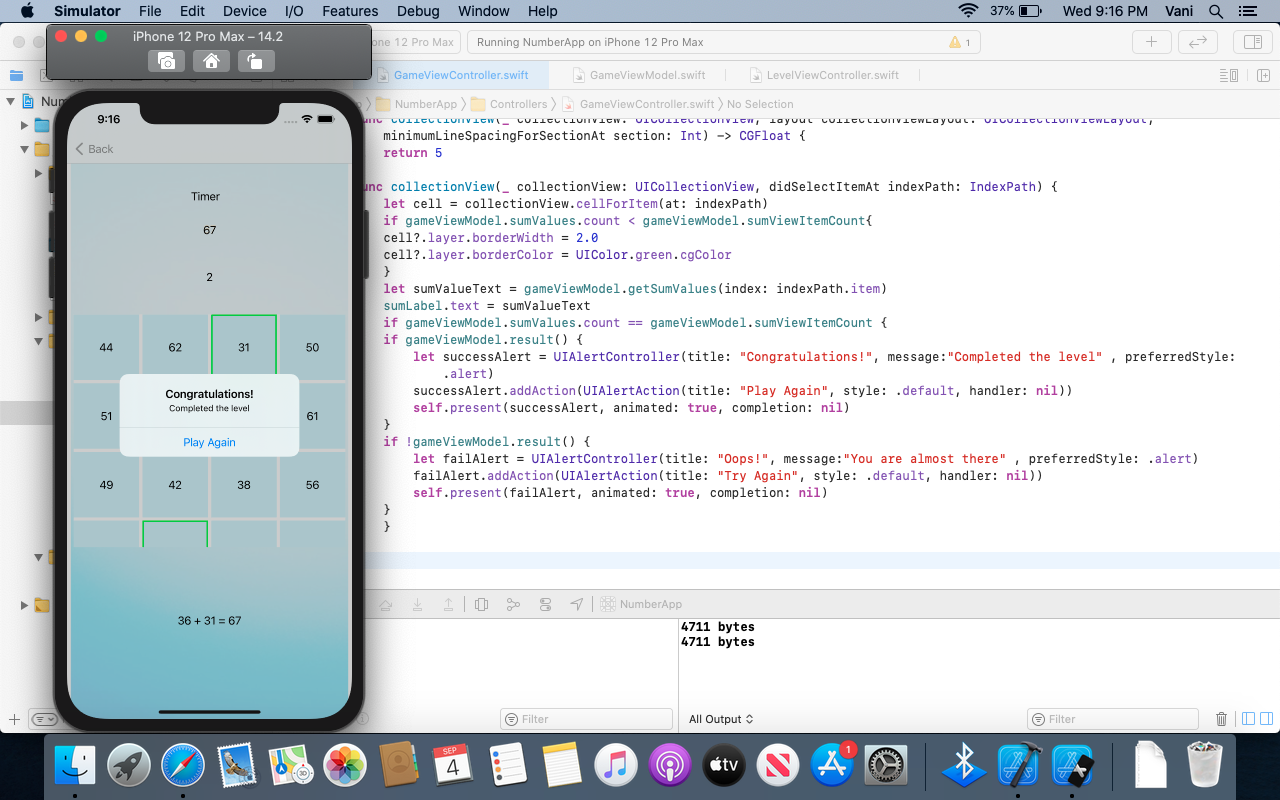 Simulator File Edit Device I/O Features Debug Window Help 37% Wed 9:16 PM Vani
iPhone 12 Pro Max – 14.2
ne 12 Pro Max
Running NumberApp on iPhone 12 Pro Max
1
GameViewController.swift
GameViewModel.swift
LevelViewController.swift
NumberApp
Controllers
GameViewController.swift
No Selection
9:16
Back
Timer
67
2
44 62 31 50
51 61
49 42 38 56
Congratulations!
Completed the level
Play Again
36 + 31 = 67
unc collectionView(_ collectionView: UICollectionView, layout collectionViewLayout: UICollectionViewLayout,
minimumLineSpacingForSectionAt section: Int) -> CGFloat {
return 5
unc collectionView(_ collectionView: UICollectionView, didSelectItemAt indexPath: IndexPath) {
let cell = collectionView.cellForItem(at: indexPath)
if gameViewModel.sumValues.count < gameViewModel.sumViewItemCount{
cell?.layer.borderWidth = 2.0
cell?.layer.borderColor = UIColor.green.cgColor
}
let sumValueText = gameViewModel.getSumValues(index: indexPath.item)
sumLabel.text = sumValueText
if gameViewModel.sumValues.count == gameViewModel.sumViewItemCount {
if gameViewModel.result() {
let successAlert = UIAlertController(title: "Congratulations!", message:"Completed the level" , preferredStyle:
.alert)
successAlert.addAction(UIAlertAction(title: "Play Again", style: .default, handler: nil))
self.present(successAlert, animated: true, completion: nil)
}
if !gameViewModel.result() {
let failAlert = UIAlertController(title: "Oops!", message:"You are almost there" , preferredStyle: .alert)
failAlert.addAction(UIAlertAction(title: "Try Again", style: .default, handler: nil))
self.present(failAlert, animated: true, completion: nil)
}
}
NumberApp
4711 bytes
4711 bytes
Filter
All Output
Filter
SEP
4
3D
tv
1